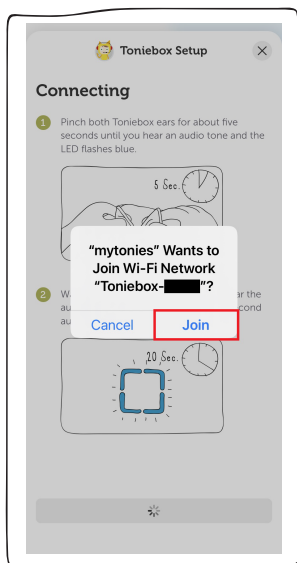 Toniebox Setup
Connecting
1 Pinch both Toniebox ears for about five
seconds until you hear an audio tone and the
LED flashes blue.
5 Sec.
"mytonies" Wants to
Join Wi-Fi Network
"Toniebox- "?
2 ar the
au cond
au
Cancel Join
20 Sec.